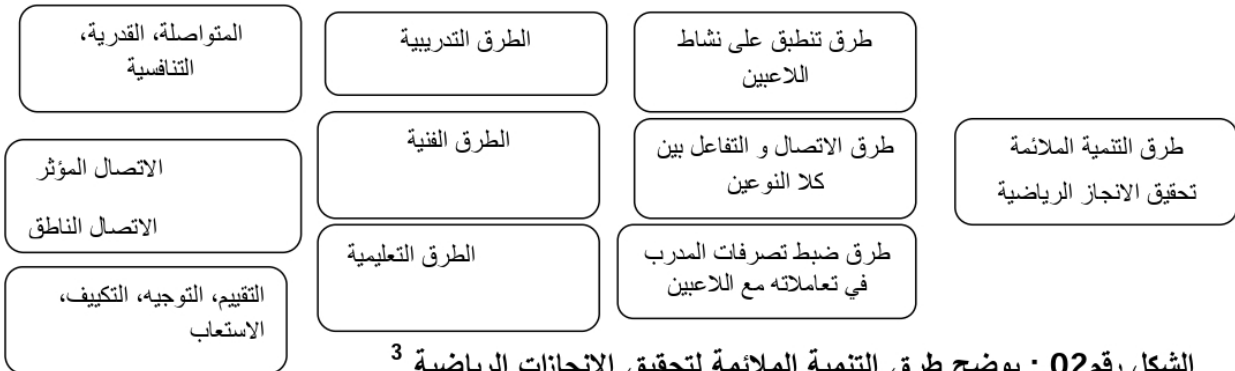 طرق التنمية الملائمة
تحقيق الانجاز الرياضية
طرق تنطبق على نشاط
اللاعبين
طرق الاتصال و التفاعل بين
كلا النوعين
طرق ضبط تصرفات المدرب
في تعاملاته مع اللاعبين
الطرق التدريبية
الطرق الفنية
الطرق التعليمية
المتواصلة، القدرية،
التنافسية
الاتصال المؤثر
الاتصال الناطق
التقييم، التوجيه، التكييف،
الاستعاب
الشكل رقم02 : يوضح طرق التنمية الملائمة لتحقيق الانجازات الرياضية 3